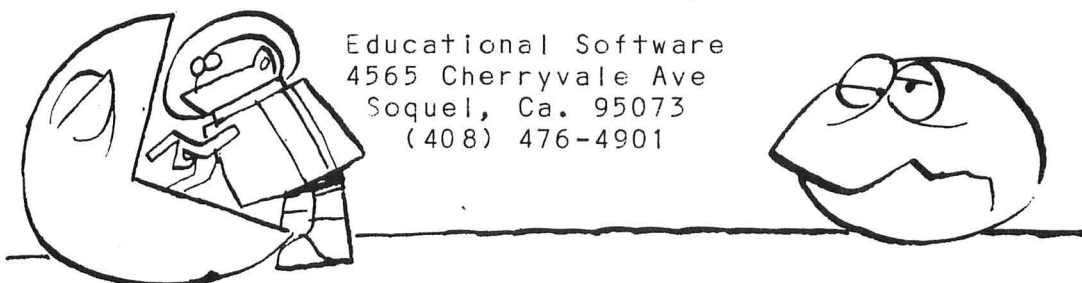 Educational Software
4565 Cherryvale Ave
Soquel, Ca. 95073
(408) 476-4901